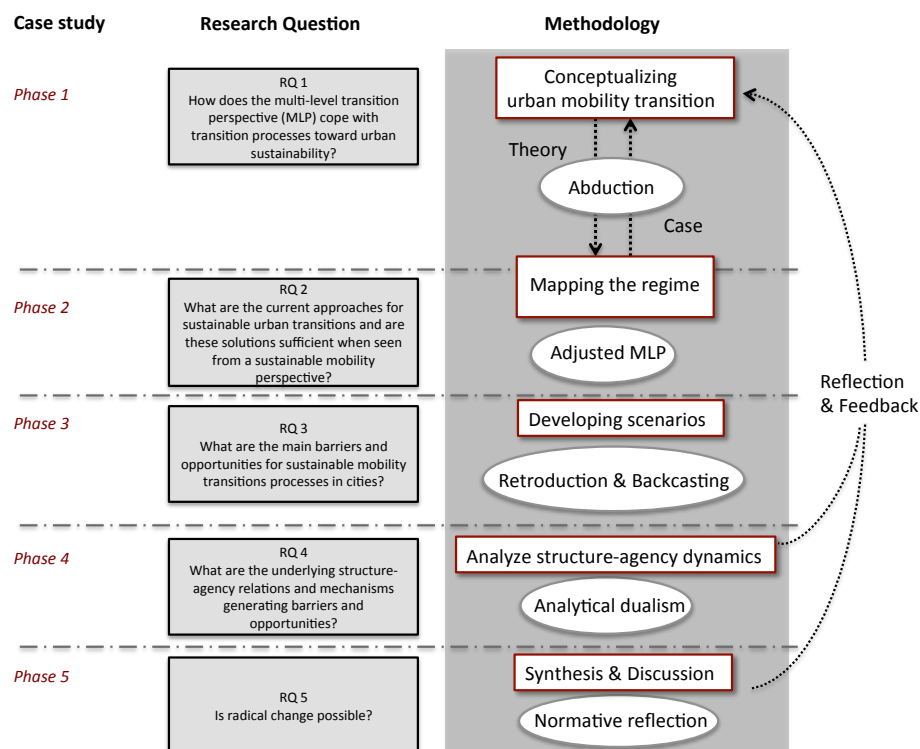 Case study
Research Question
Methodology
Phase 1
RQ 1
How does the multi-level transition
perspective (MLP) cope with
transition processes toward urban
sustainability?
Conceptualizing
urban mobility transition
Theory
Abduction
Case
Phase 2
RQ 2
What are the current approaches for
sustainable urban transitions and are
these solutions sufficient when seen
from a sustainable mobility
perspective?
Mapping the regime
Adjusted MLP
Reflection
& Feedback
Phase 3
RQ 3
What are the main barriers and
opportunities for sustainable mobility
transitions processes in cities?
Developing scenarios
Retroduction & Backcasting
Phase 4
RQ 4
What are the underlying structure-
agency relations and mechanisms
generating barriers and
opportunities?
Analyze structure-agency dynamics
Analytical dualism
Phase 5
RQ 5
Is radical change possible?
Synthesis & Discussion
Normative reflection